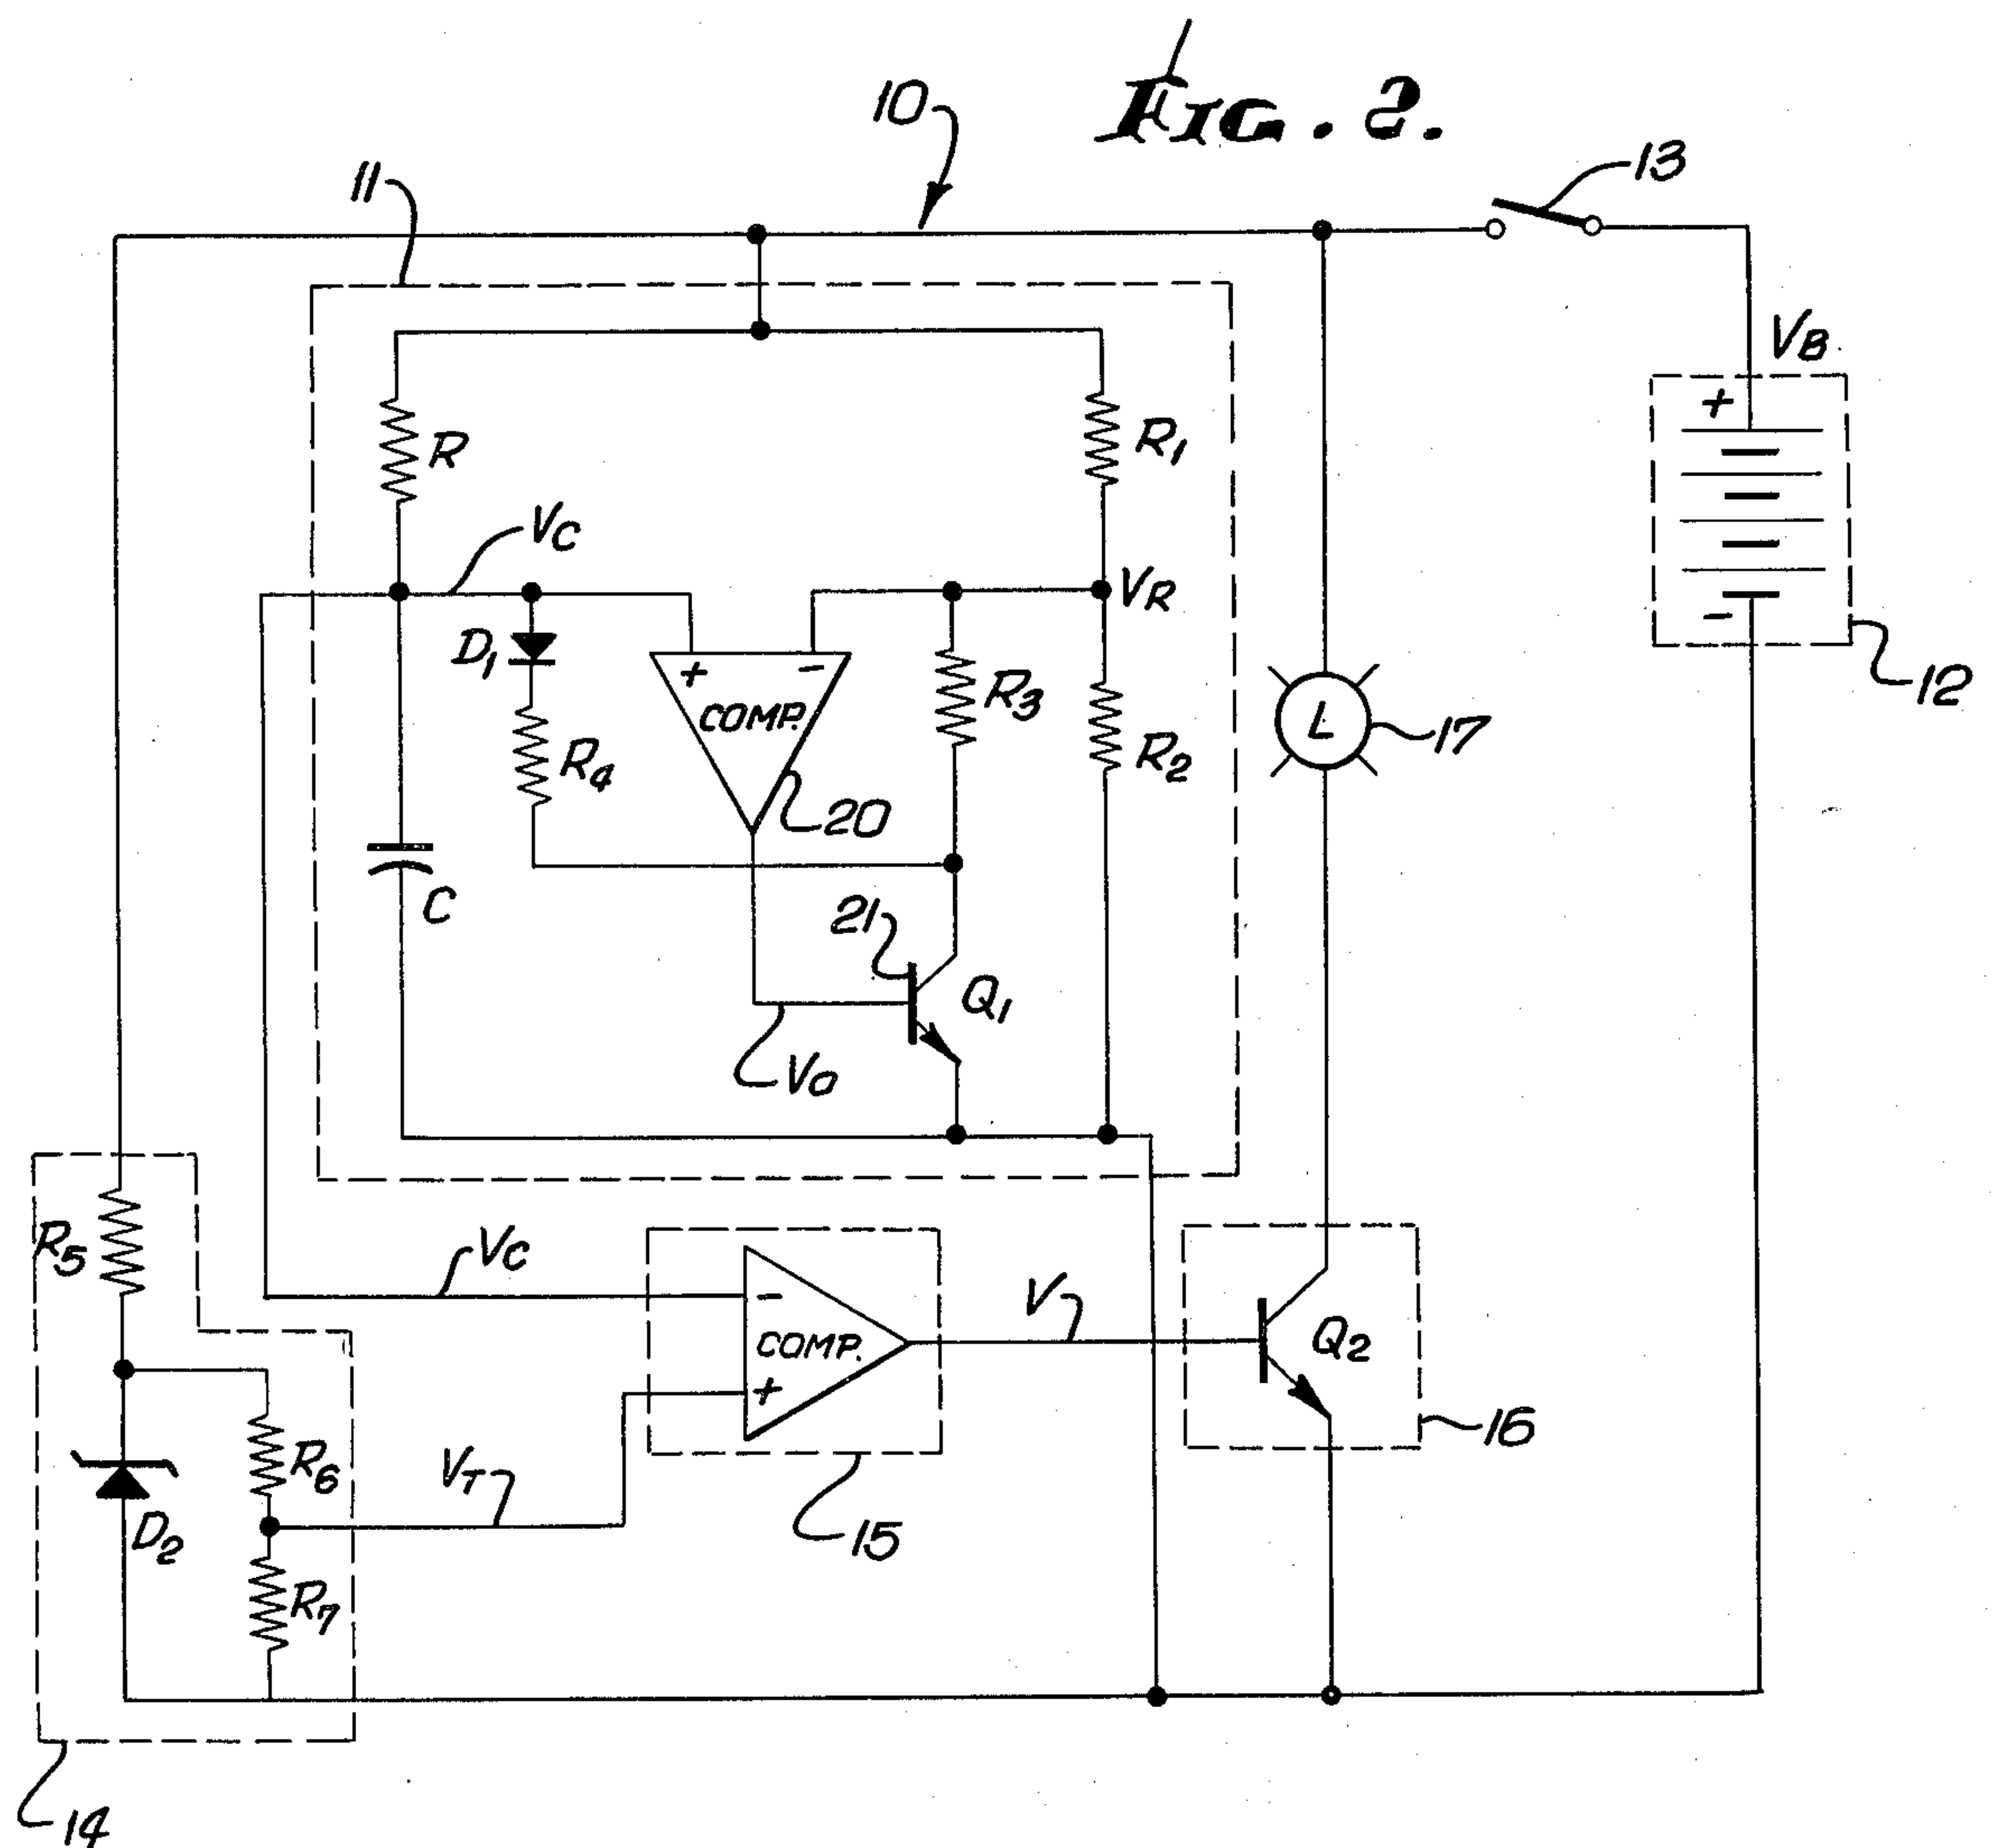 FIG. 2.
10
11
13
VB
+
-
12
R
R1
VC
VR
D1
+
-
COMP.
R3
R4
R2
20
L
17
C
21
Q1
VO
R5
VC
-
COMP.
+
V
Q2
16
R6
VT
D2
15
R7
14